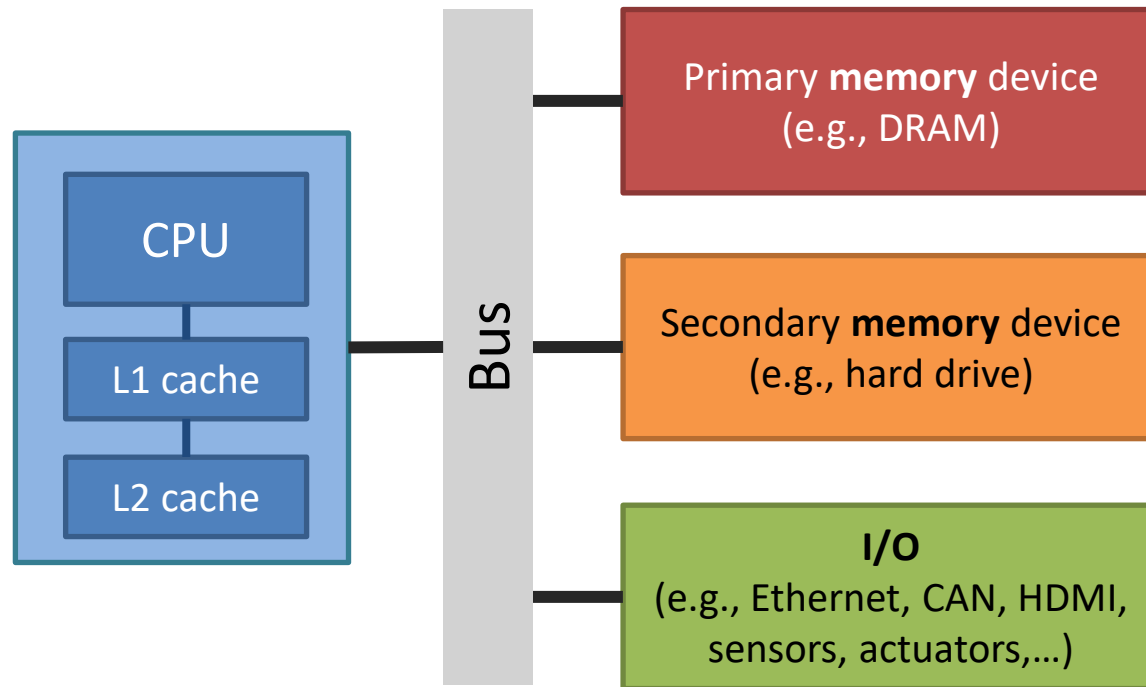 CPU
L1 cache
L2 cache
Bus
Primary memory device
(e.g., DRAM)
Secondary memory device
(e.g., hard drive)
I/O
(e.g., Ethernet, CAN, HDMI,
sensors, actuators,…)